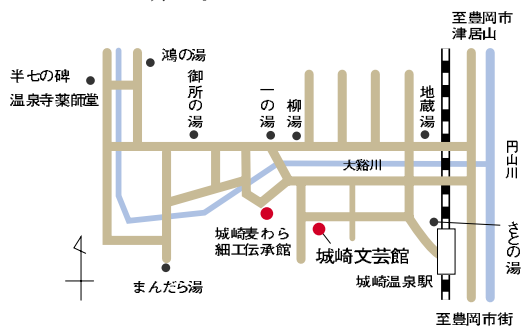 至豊岡市
津居山
鴻の湯
半七の碑
温泉寺薬師堂
御所の湯
一の湯
柳湯
地蔵湯
円山川
大谿川
城崎麦わら
細工伝承館
城崎文芸館
さとの湯
まんだら湯
城崎温泉駅
至豊岡市街